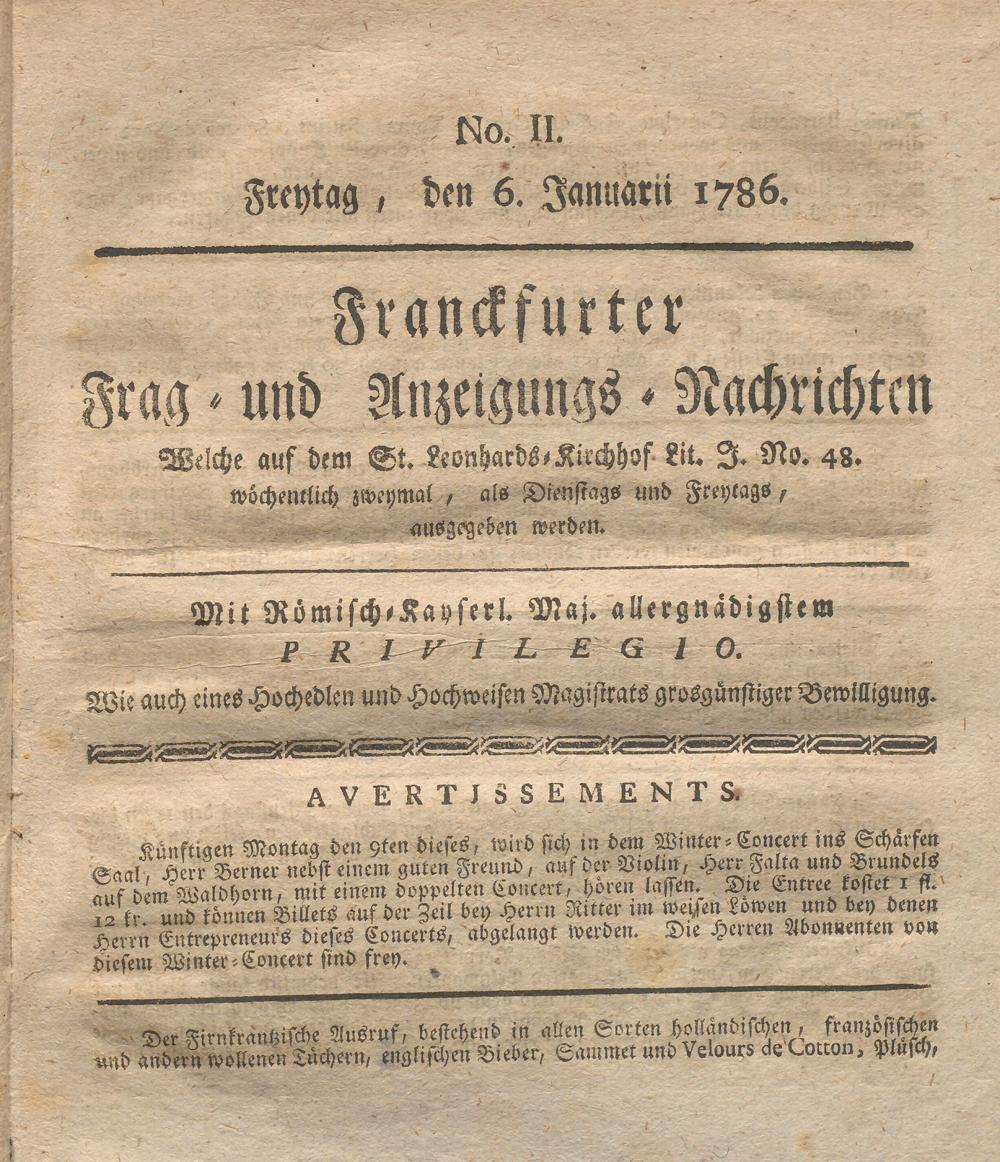 No. II.
Freytag, den 6. Januarii 1786.
Franckfurter
Frag- und Anzeigungs-Nachrichten
Welche auf dem St. Leonhards-Kirchhof Lit. J. No. 48.
wöchentlich zweymal, als Dienstags und Freytags,
ausgegeben werden.
Mit Römisch-Kayserl. Maj. allergnädigstem
PRIVILEGIO.
Wie auch eines Hochedlen und Hochweisen Magistrats grosgünstiger Bewilligung.
AVERTJSSEMENTS.
Künftigen Montag den 9ten dieses, wird sich in dem Winter-Concert ins Schärfen
Saal, Herr Berner nebst einem guten Freund, auf der Violin, Herr Falta und Brundels
auf dem Waldhorn, mit einem doppelten Concert, hören lassen. Die Entree kostet 1 fl.
12 kr. und können Billets auf der Zeil bey Herrn Ritter im weisen Löwen und bey denen
Herrn Entrepreneurs dieses Concerts, abgelangt werden. Die Herren Abonnenten von
diesem Winter-Concert sind frey.
Der Firnkrantzische Ausruf, bestehend in allen Sorten holländischen, französischen
und andern wollenen Tüchern, englischen Bieber, Sammet und Velours de Cotton, Plüsch,